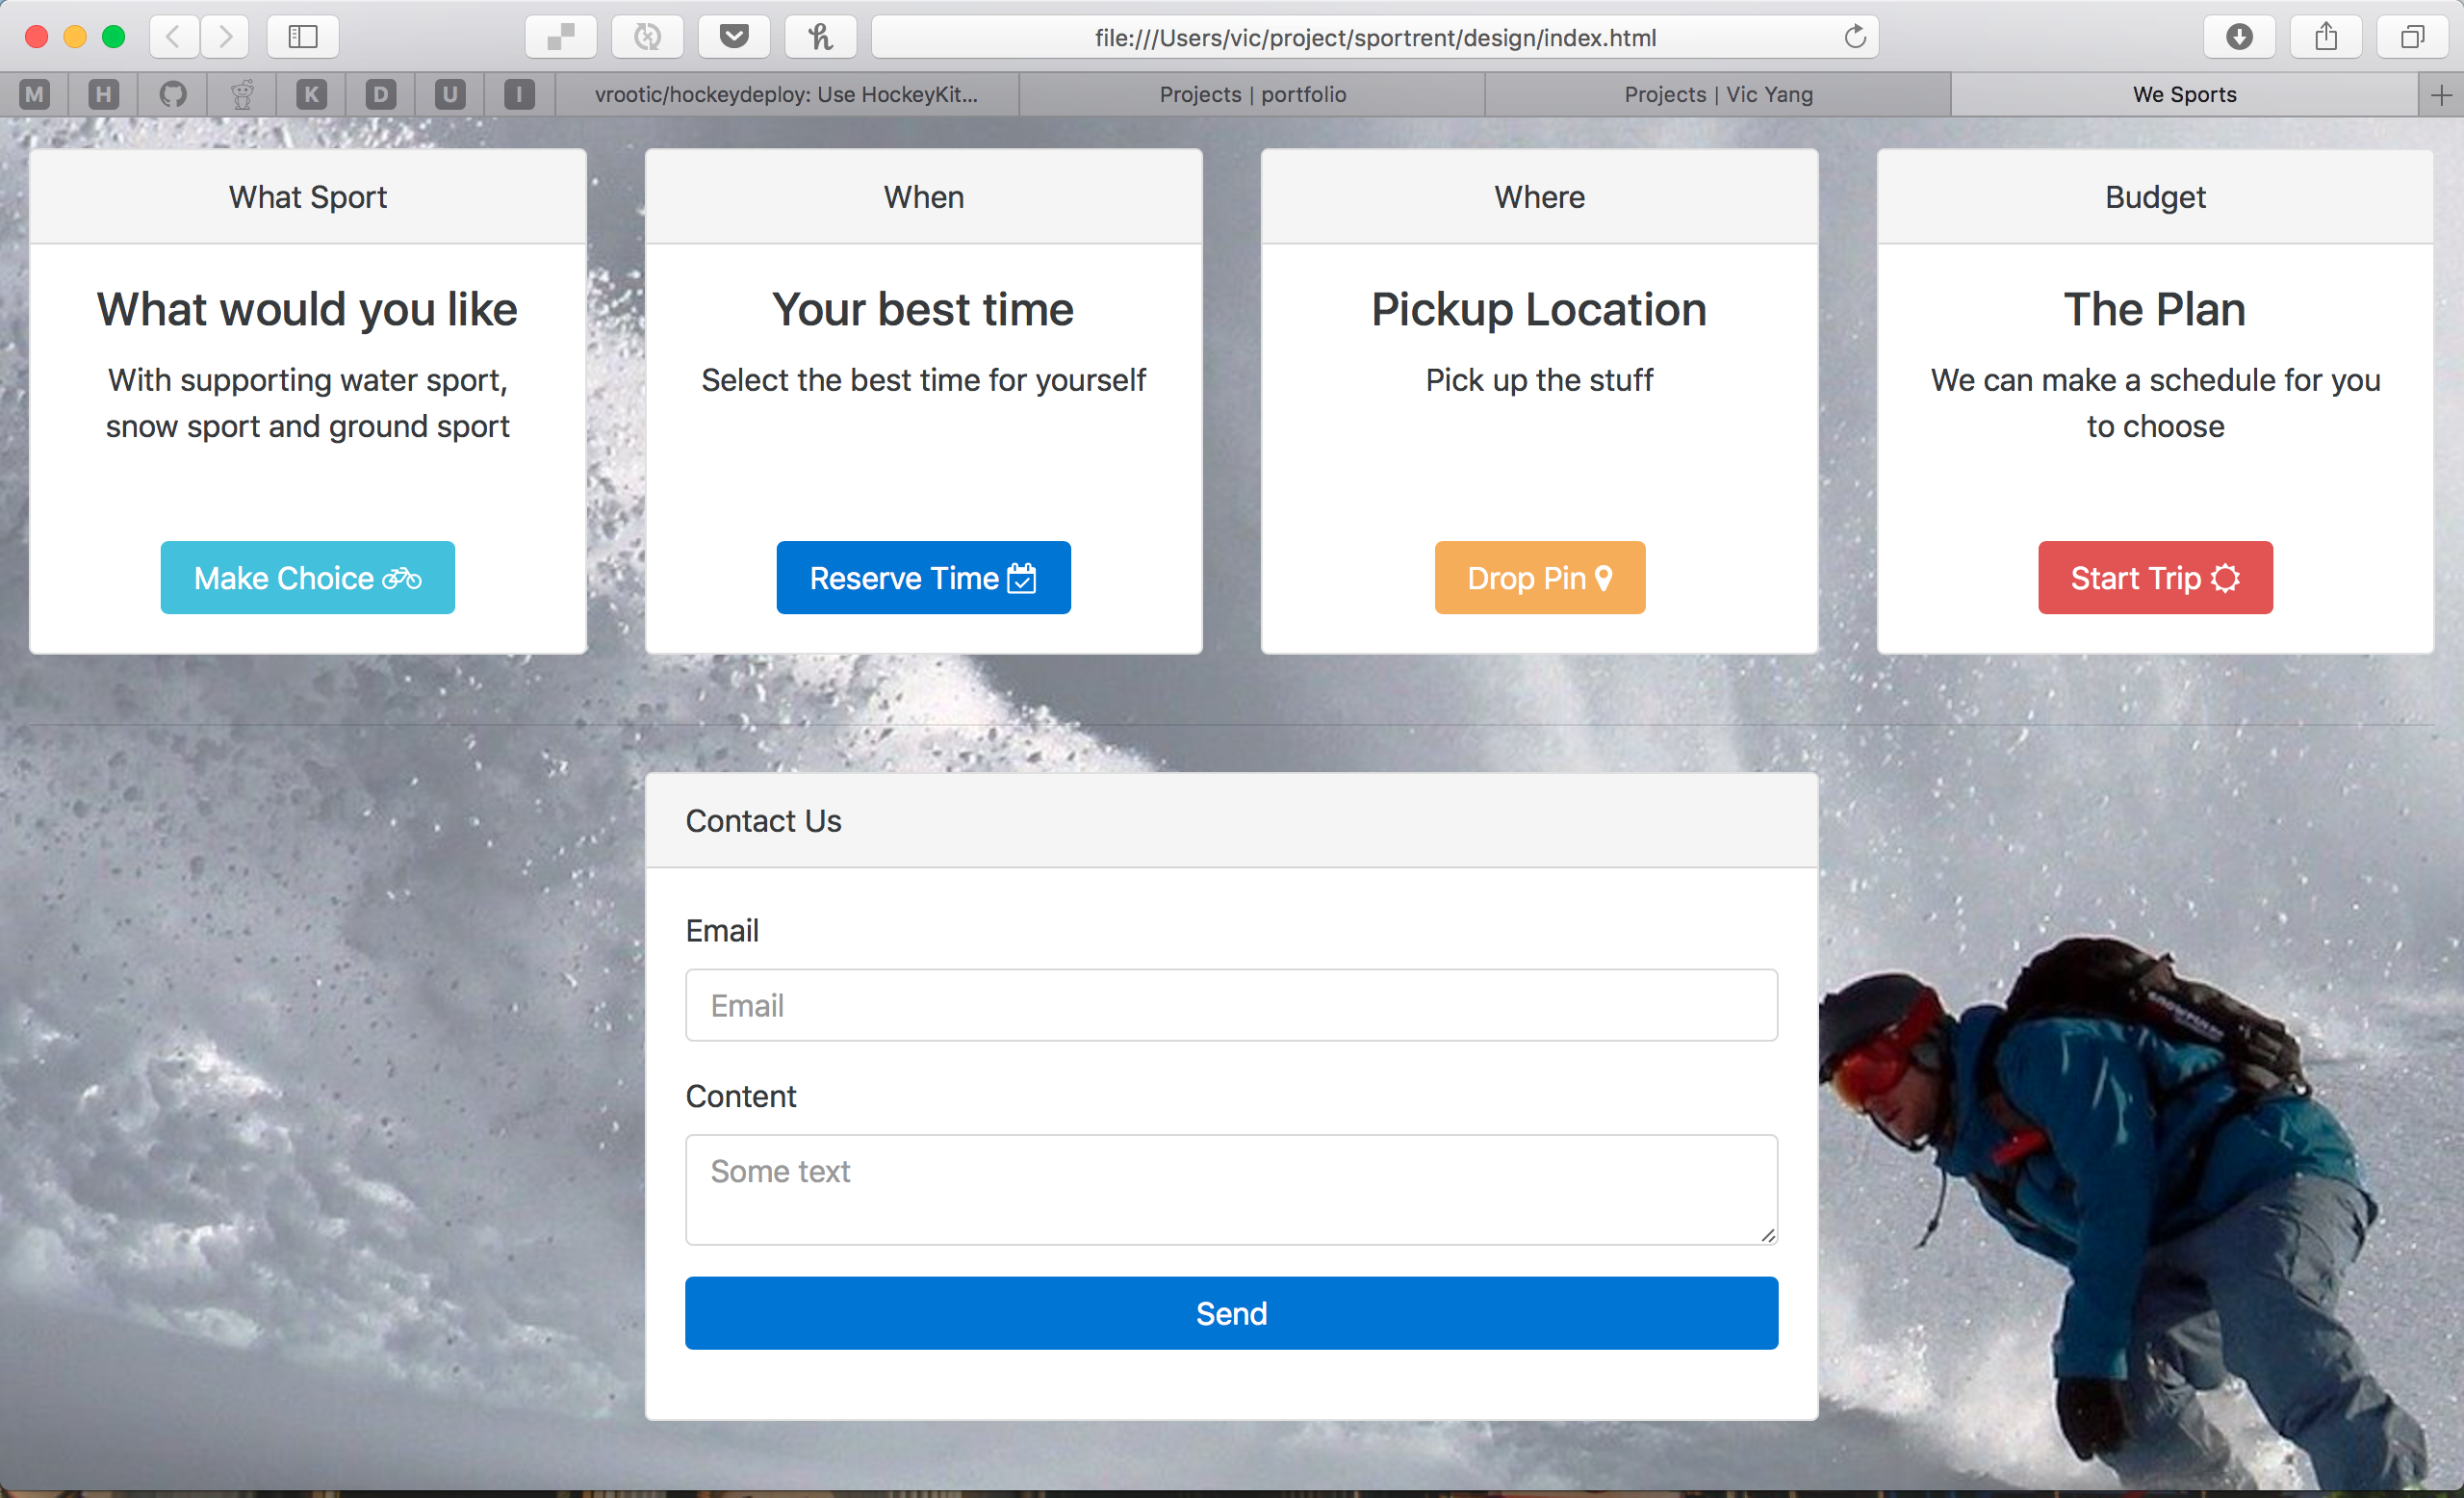 file:///Users/vic/project/sportrent/design/index.html
M H K D U I vrootic/hockeydeploy: Use HockeyKit... Projects | portfolio Projects | Vic Yang We Sports
What Sport
What would you like
With supporting water sport,
snow sport and ground sport
Make Choice
When
Your best time
Select the best time for yourself
Reserve Time
Where
Pickup Location
Pick up the stuff
Drop Pin
Budget
The Plan
We can make a schedule for you
to choose
Start Trip
Contact Us
Email
Email
Content
Some text
Send